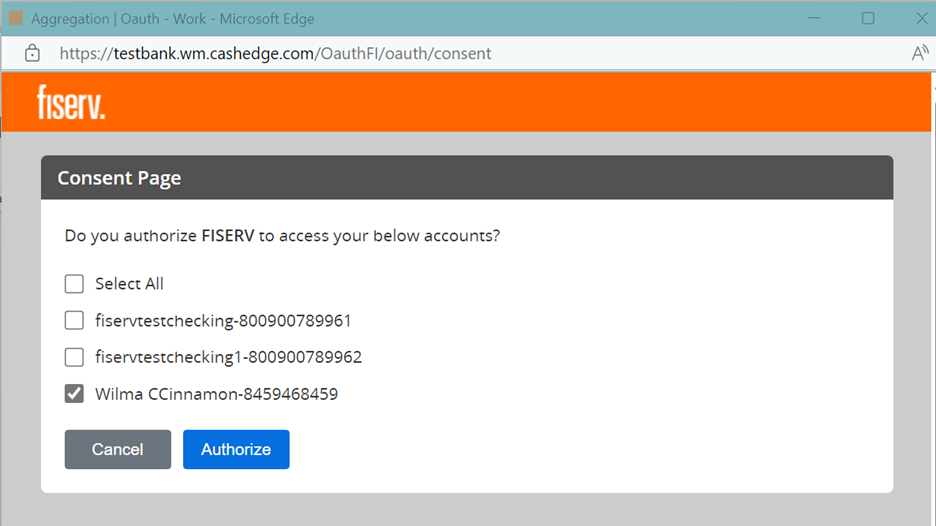 Aggregation | Oauth - Work - Microsoft Edge
https://testbank.wm.cashedge.com/OauthFI/oauth/consent
fiserv.
Consent Page
Do you authorize FISERV to access your below accounts?
Select All
fiservtestchecking-800900789961
fiservtestchecking1-800900789962
Wilma CCinnamon-8459468459
Cancel Authorize